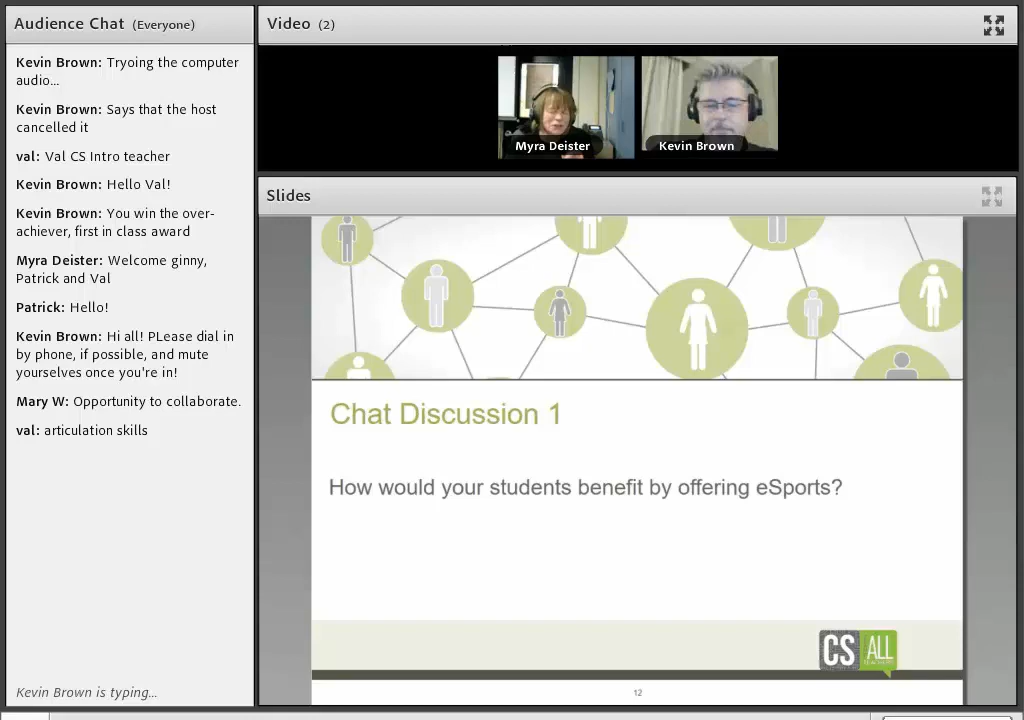 Audience Chat (Everyone)
Kevin Brown: Tryoing the computer
audio...
Kevin Brown: Says that the host
cancelled it
val: Val CS Intro teacher
Kevin Brown: Hello Val!
Kevin Brown: You win the over-
achiever, first in class award
Myra Deister: Welcome ginny,
Patrick and Val
Patrick: Hello!
Kevin Brown: Hi all! PLease dial in
by phone, if possible, and mute
yourselves once you're in!
Mary W: Opportunity to collaborate.
val: articulation skills
Kevin Brown is typing...
Video (2)
Myra Deister
Kevin Brown
Slides
Chat Discussion 1
How would your students benefit by offering eSports?
CS ALL
TEACHERS
12